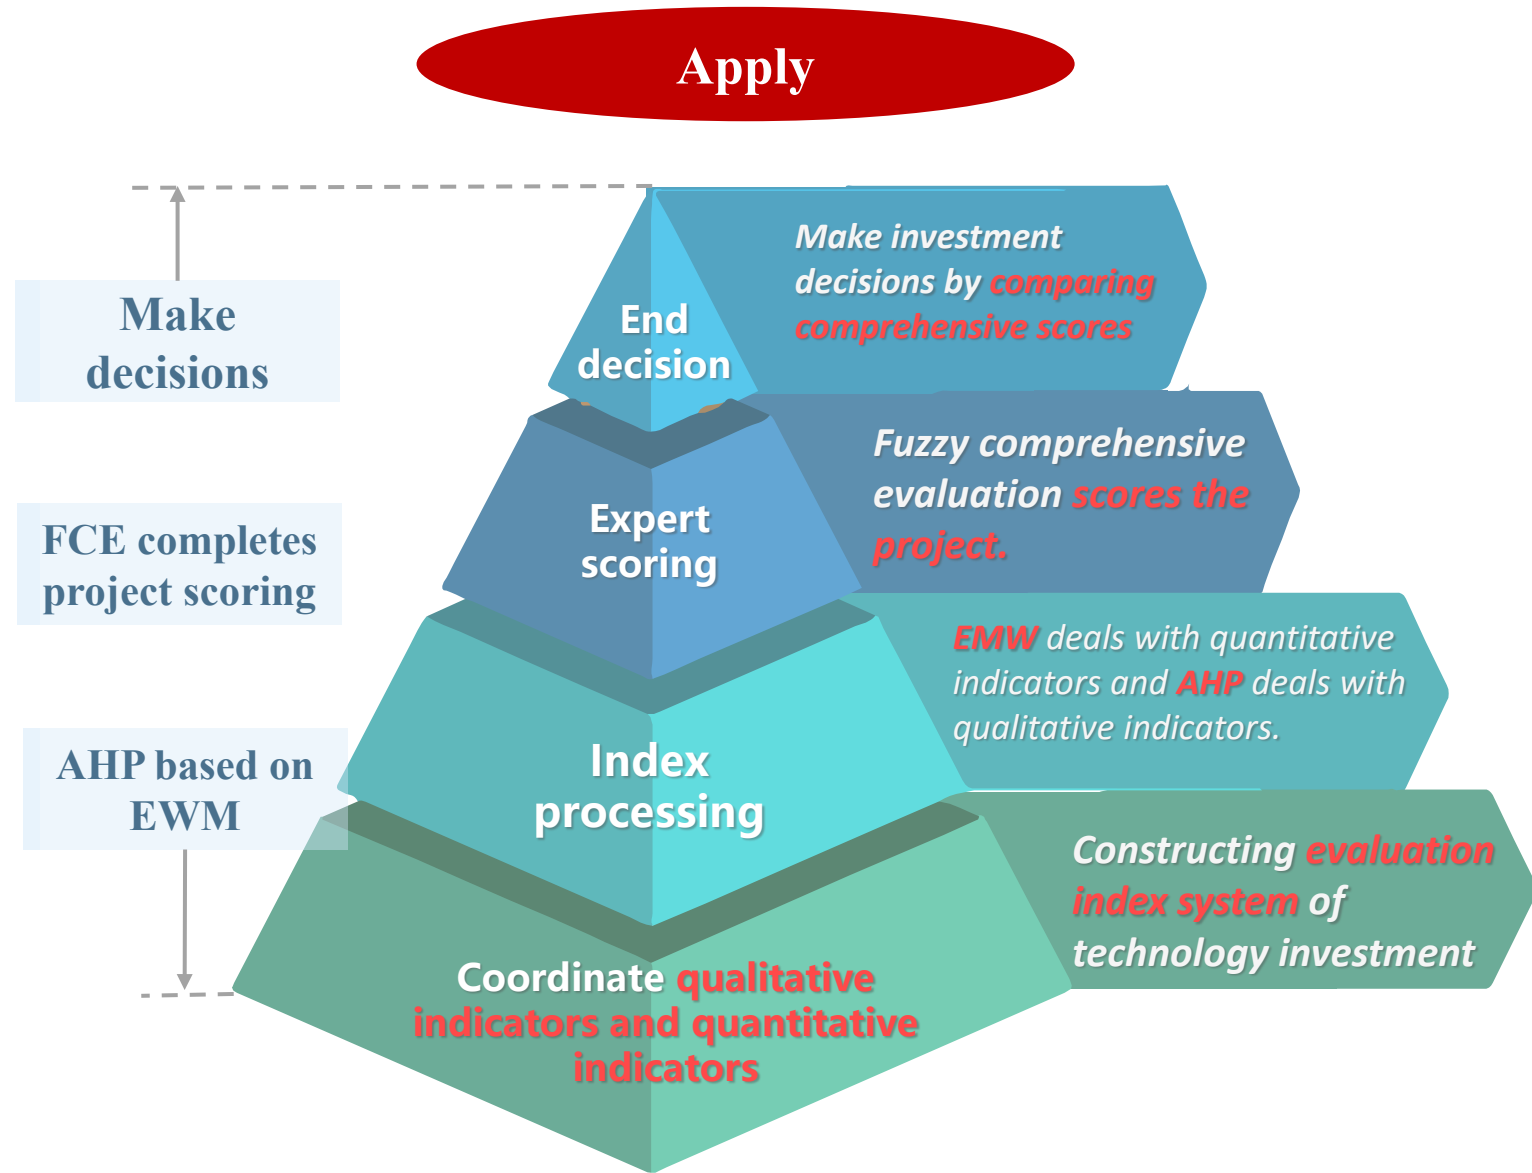 Apply
Make
decisions
FCE completes
project scoring
AHP based on
EWM
End
decision
Expert
scoring
Index
processing
Coordinate qualitative
indicators and quantitative
indicators
Make investment
decisions by comparing
comprehensive scores
Fuzzy comprehensive
evaluation scores the
project.
EMW deals with quantitative
indicators and AHP deals with
qualitative indicators.
Constructing evaluation
index system of
technology investment